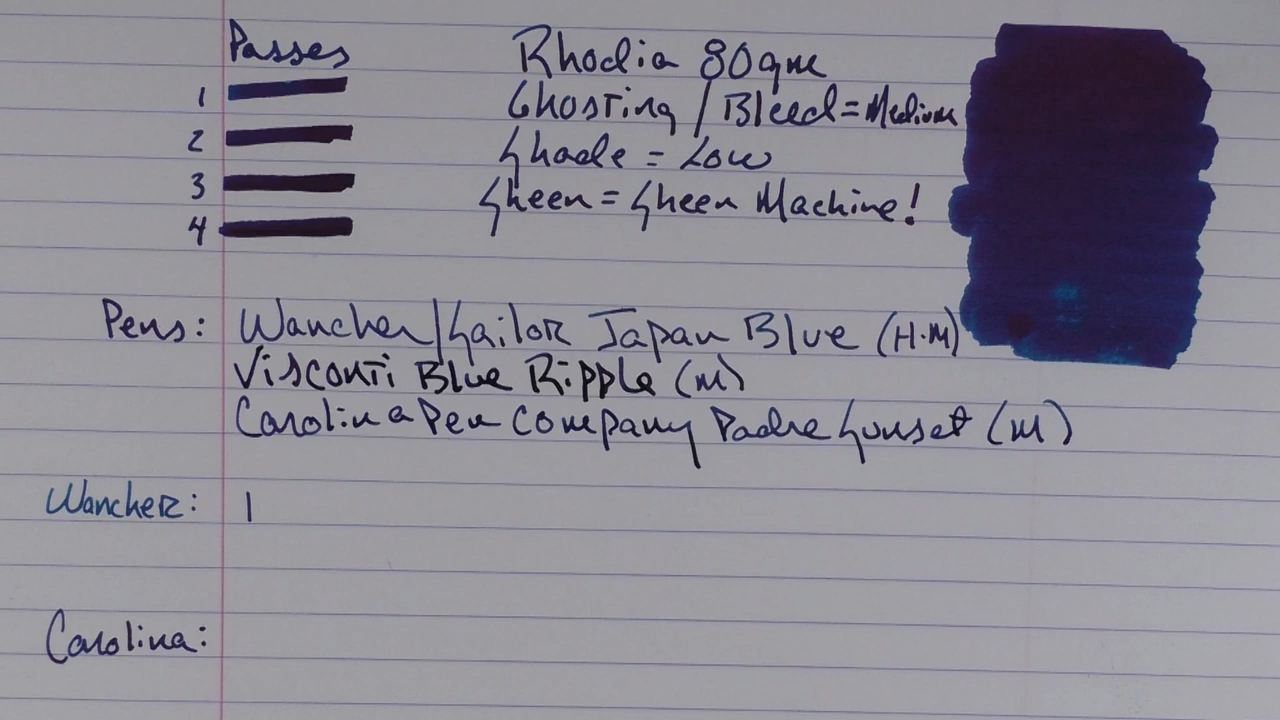 Passes
1
2
3
4
Rhodia 80gm
Ghosting / Bleed = Medium
Shade = Low
Sheen = Sheen Machine!
Pens: Wancher/Sailor Japan Blue (H·M)
Visconti Blue Ripple (M)
Carolina Pen Company Padre Sunset (M)
Wancher: 1
Carolina: